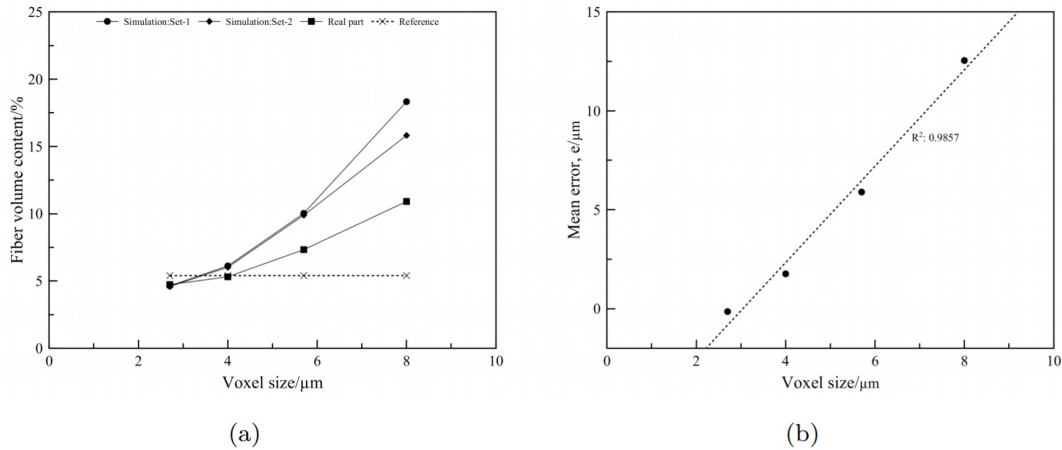 Simulation:Set-1 Simulation:Set-2 Real part Reference
25
20
15
10
5
0
Fiber volume content/%
0 2 4 6 8 10
Voxel size/µm
(a)
15
10
5
0
Mean error, e/µm
R²: 0.9857
0 2 4 6 8 10
Voxel size/µm
(b)